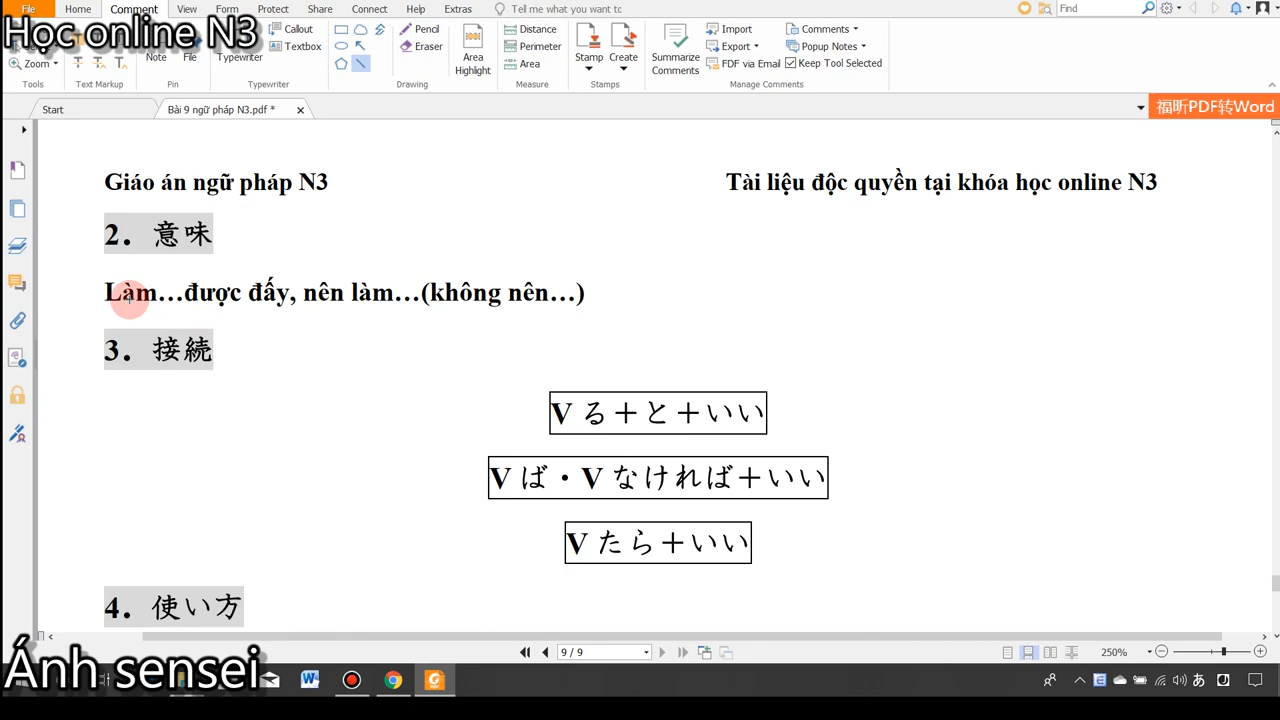 File Home Comment View Form Protect Share Connect Help Extras Tell me what you want tc Find
Học online N3
Zoom
Typewriter Note File
Callout
Textbox
Pencil
Eraser
Area Highlight
Distance
Perimeter
Area
Stamp Create
Summarize Comments
Import
Export
FDF via Email
Comments
Popup Notes
Keep Tool Selected
Tools Text Markup Typewriter Drawing Measure Stamps Manage Comments
Start Bài 9 ngữ pháp N3.pdf * 福昕PDF转Word
Giáo án ngữ pháp N3 Tài liệu độc quyền tại khóa học online N3
2．意味
Làm…được đấy, nên làm…(không nên…)
3．接続
V る＋と＋いい
V ば・V なければ＋いい
V たら＋いい
4．使い方
9 / 9 250%
Ánh sensei
あ